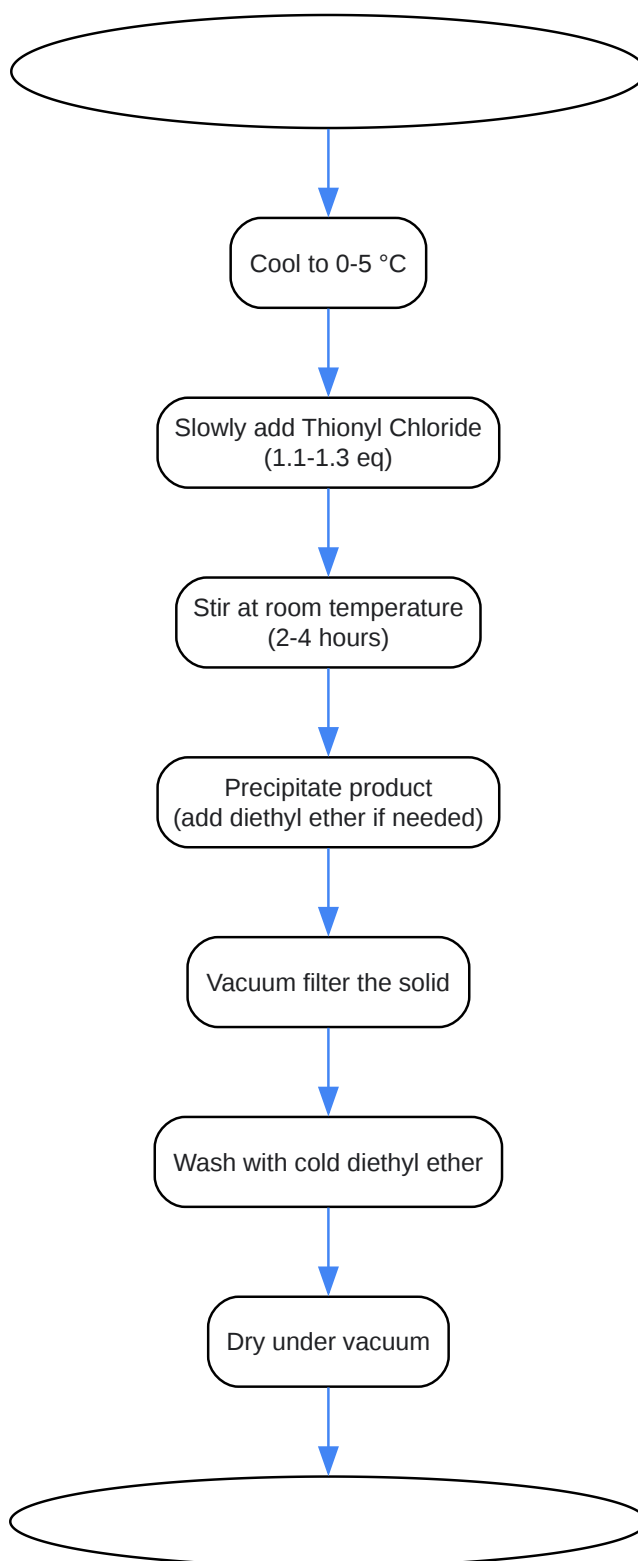 Cool to 0-5 °C
Slowly add Thionyl Chloride
(1.1-1.3 eq)
Stir at room temperature
(2-4 hours)
Precipitate product
(add diethyl ether if needed)
Vacuum filter the solid
Wash with cold diethyl ether
Dry under vacuum